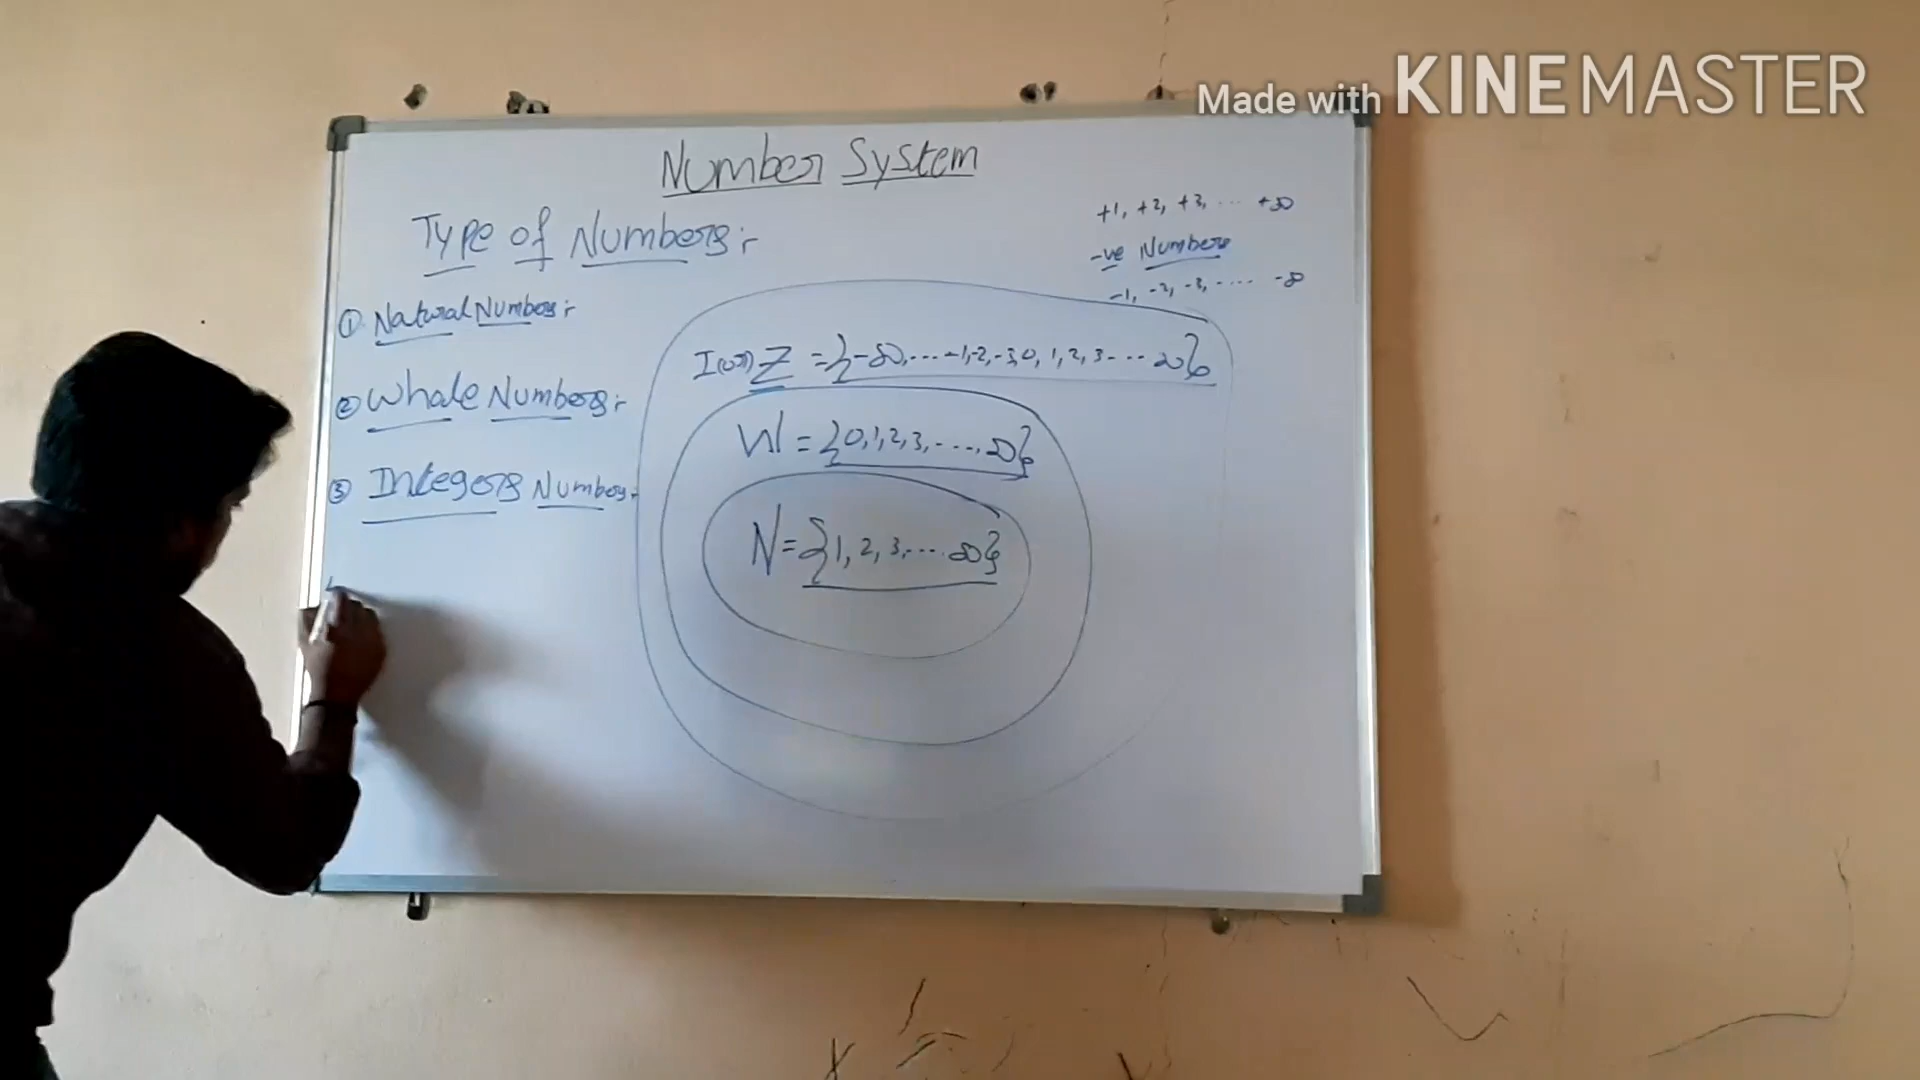 Made with KINEMASTER
Number System
Type of Numbers:-
+1, +2, +3, ... +∞
-ve Numbers
-1, -2, -3, .... -∞
① Natural Numbers:-
I(or) Z = {-∞, ... -1, -2, -3, 0, 1, 2, 3 ... ∞}
② Whole Numbers:-
W = {0, 1, 2, 3, ...., ∞}
③ Integers Numbers:-
N = {1, 2, 3, .... ∞}